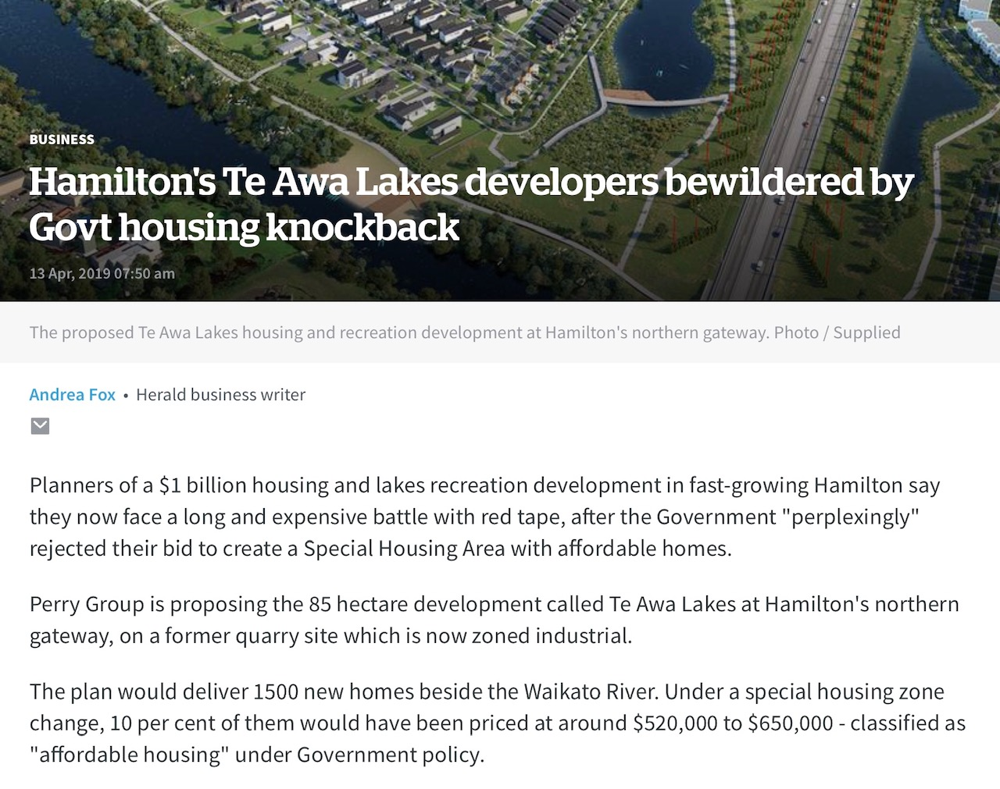 BUSINESS
Hamilton's Te Awa Lakes developers bewildered by
Govt housing knockback
13 Apr, 2019 07:50 am
The proposed Te Awa Lakes housing and recreation development at Hamilton's northern gateway. Photo / Supplied
Andrea Fox • Herald business writer
Planners of a $1 billion housing and lakes recreation development in fast-growing Hamilton say
they now face a long and expensive battle with red tape, after the Government "perplexingly"
rejected their bid to create a Special Housing Area with affordable homes.
Perry Group is proposing the 85 hectare development called Te Awa Lakes at Hamilton's northern
gateway, on a former quarry site which is now zoned industrial.
The plan would deliver 1500 new homes beside the Waikato River. Under a special housing zone
change, 10 per cent of them would have been priced at around $520,000 to $650,000 - classified as
"affordable housing" under Government policy.